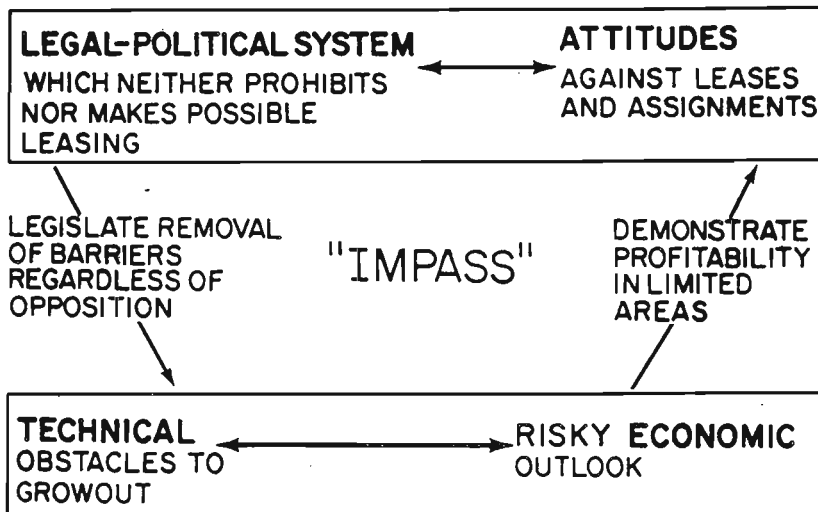 LEGAL-POLITICAL SYSTEM
WHICH NEITHER PROHIBITS
NOR MAKES POSSIBLE
LEASING
ATTITUDES
AGAINST LEASES
AND ASSIGNMENTS
LEGISLATE REMOVAL
OF BARRIERS
REGARDLESS OF
OPPOSITION
"IMPASS"
DEMONSTRATE
PROFITABILITY
IN LIMITED
AREAS
TECHNICAL
OBSTACLES TO
GROWOUT
RISKY ECONOMIC
OUTLOOK